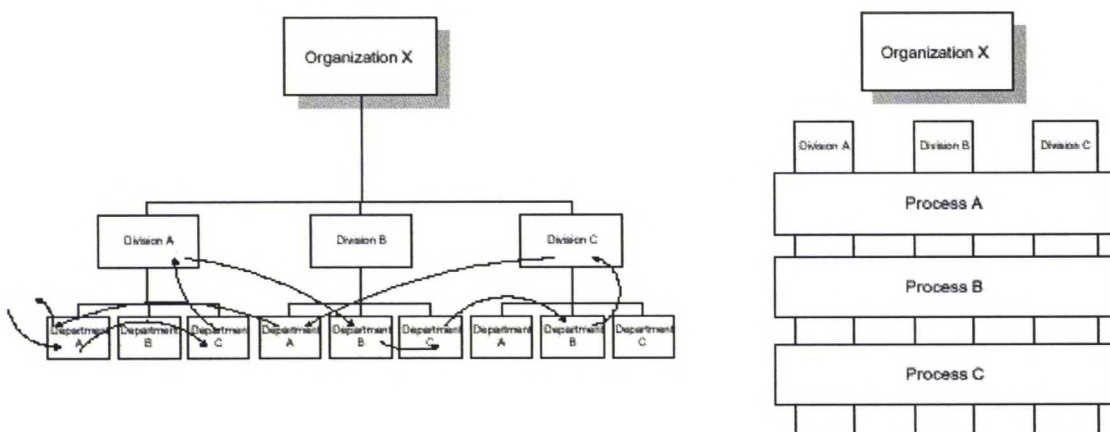 Organization X
Division A
Division B
Division C
Department
A
Department
B
Department
C
Department
A
Department
B
Department
C
Department
A
Department
B
Department
C
Organization X
Division A
Division B
Division C
Process A
Process B
Process C